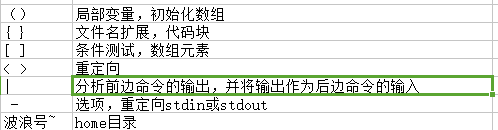 ( ) 局部变量，初始化数组
{ } 文件名扩展，代码块
[ ] 条件测试，数组元素
< > 重定向
| 分析前边命令的输出，并将输出作为后边命令的输入
- 选项，重定向stdin或stdout
波浪号~ home目录